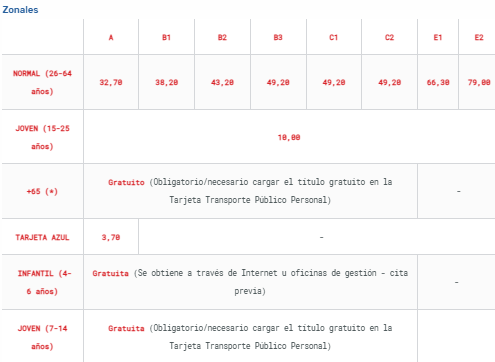 Zonales
A B1 B2 B3 C1 C2 E1 E2
NORMAL (26-64
años)
32,70 38,20 43,20 49,20 49,20 49,20 66,30 79,00
JOVEN (15-25
años)
10,00
+65 (*)
Gratuito (Obligatorio/necesario cargar el título gratuito en la
Tarjeta Transporte Público Personal)
-
TARJETA AZUL 3,70 -
INFANTIL (4-
6 años)
Gratuita (Se obtiene a través de Internet u oficinas de gestión - cita
previa)
-
JOVEN (7-14
años)
Gratuito (Obligatorio/necesario cargar el título gratuito en la
Tarjeta Transporte Público Personal)